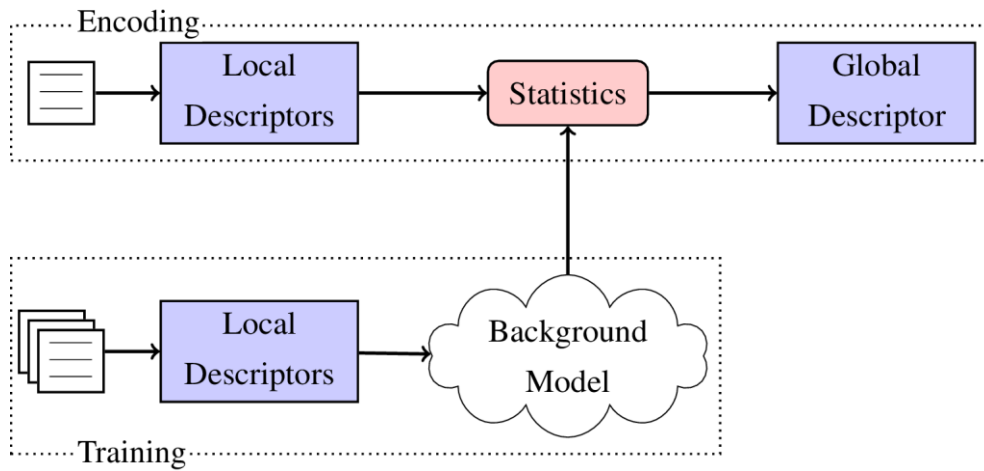 Encoding
Local
Descriptors
Statistics
Global
Descriptor
Local
Descriptors
Background
Model
Training